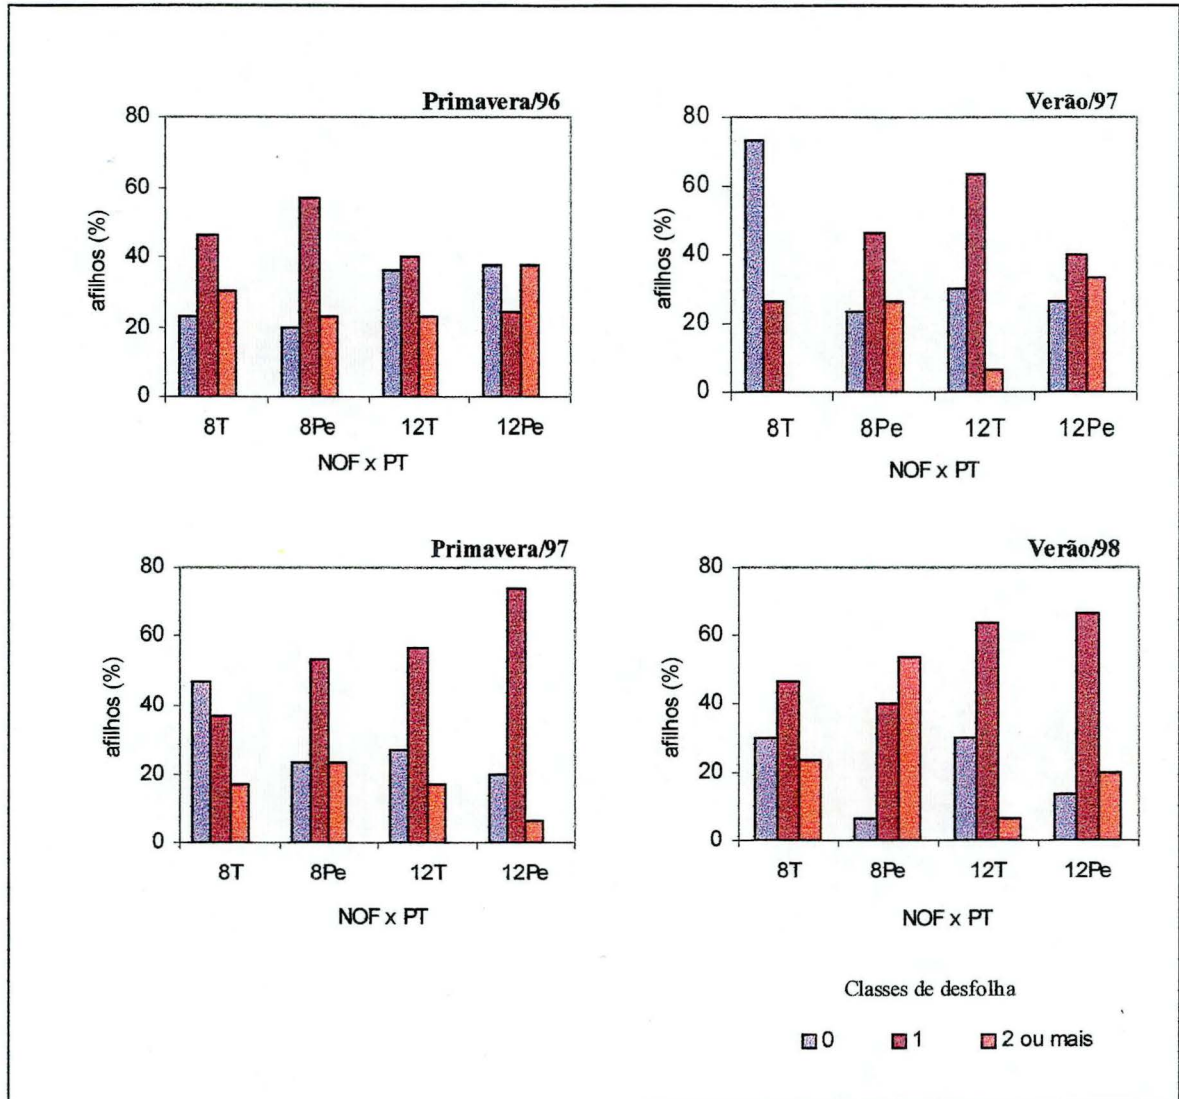 Primavera/96
80
60
40
20
0
afilhos (%)
8T 8Pe 12T 12Pe
NOF x PT
Verão/97
80
60
40
20
0
afilhos (%)
8T 8Pe 12T 12Pe
NOF x PT
Primavera/97
80
60
40
20
0
afilhos (%)
8T 8Pe 12T 12Pe
NOF x PT
Verão/98
80
60
40
20
0
afilhos (%)
8T 8Pe 12T 12Pe
NOF x PT
Classes de desfolha
0 1 2 ou mais